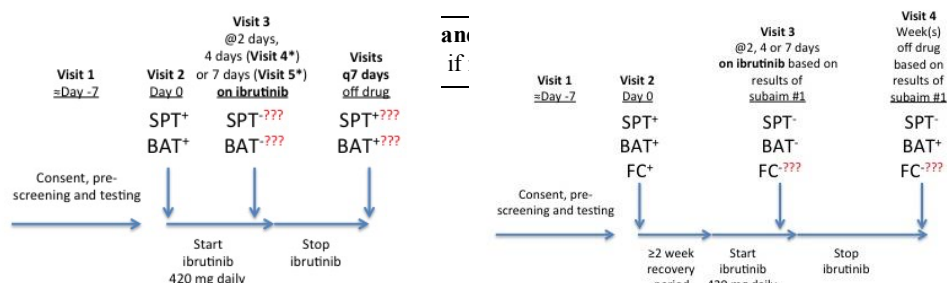 Visit 3
@2 days,
4 days (Visit 4*)
or 7 days (Visit 5*)
on ibrutinib
Visit 1
≈Day -7
Visit 2
Day 0
Visits
q7 days
off drug
SPT⁺ SPT⁻??? SPT⁺???
BAT⁺ BAT⁻??? BAT⁺???
Consent, pre-
screening and testing
Start
ibrutinib
420 mg daily
Stop
ibrutinib
if
Visit 1
≈Day -7
Visit 2
Day 0
Visit 3
@2, 4 or 7 days
on ibrutinib based on
results of
subaim #1
Visit 4
Week(s)
off drug
based on
results of
subaim #1
SPT⁺ SPT⁻ SPT⁻
BAT⁺ BAT⁻ BAT⁺
FC⁺ FC⁻??? FC⁻???
Consent, pre-
screening and testing
≥2 week
recovery
period
Start
ibrutinib
420 mg daily
Stop
ibrutinib